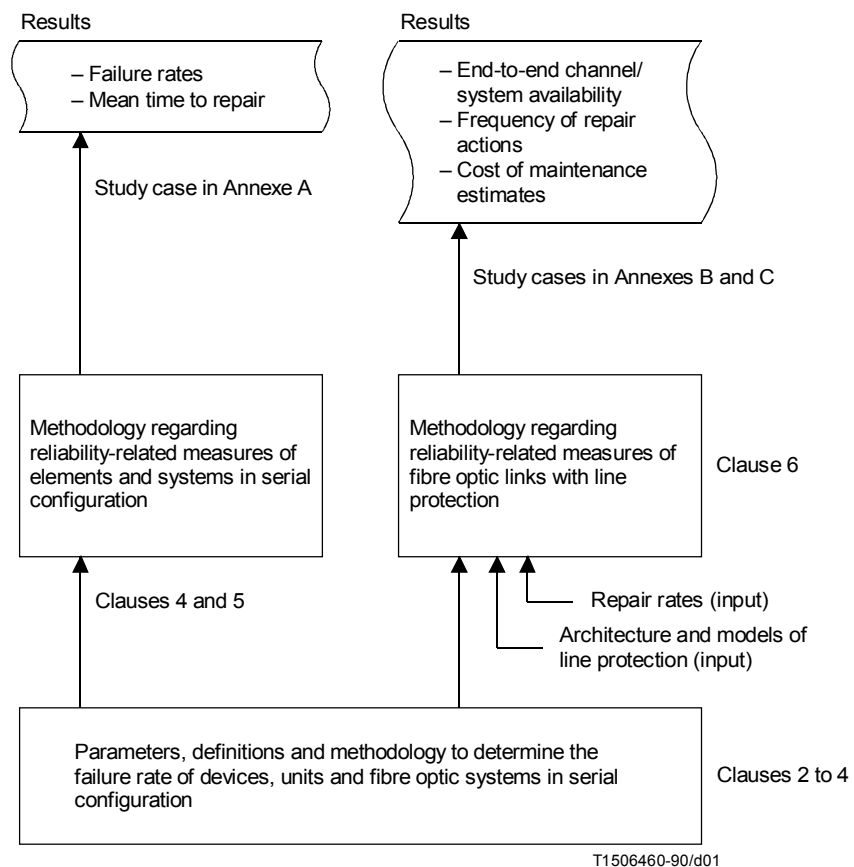 Results
– Failure rates
– Mean time to repair
Study case in Annexe A
Results
– End-to-end channel/
system availability
– Frequency of repair
actions
– Cost of maintenance
estimates
Study cases in Annexes B and C
Methodology regarding
reliability-related measures of
elements and systems in serial
configuration
Methodology regarding
reliability-related measures of
fibre optic links with line
protection
Clause 6
Clauses 4 and 5
Repair rates (input)
Architecture and models of
line protection (input)
Parameters, definitions and methodology to determine the
failure rate of devices, units and fibre optic systems in serial
configuration
Clauses 2 to 4
T1506460-90/d01